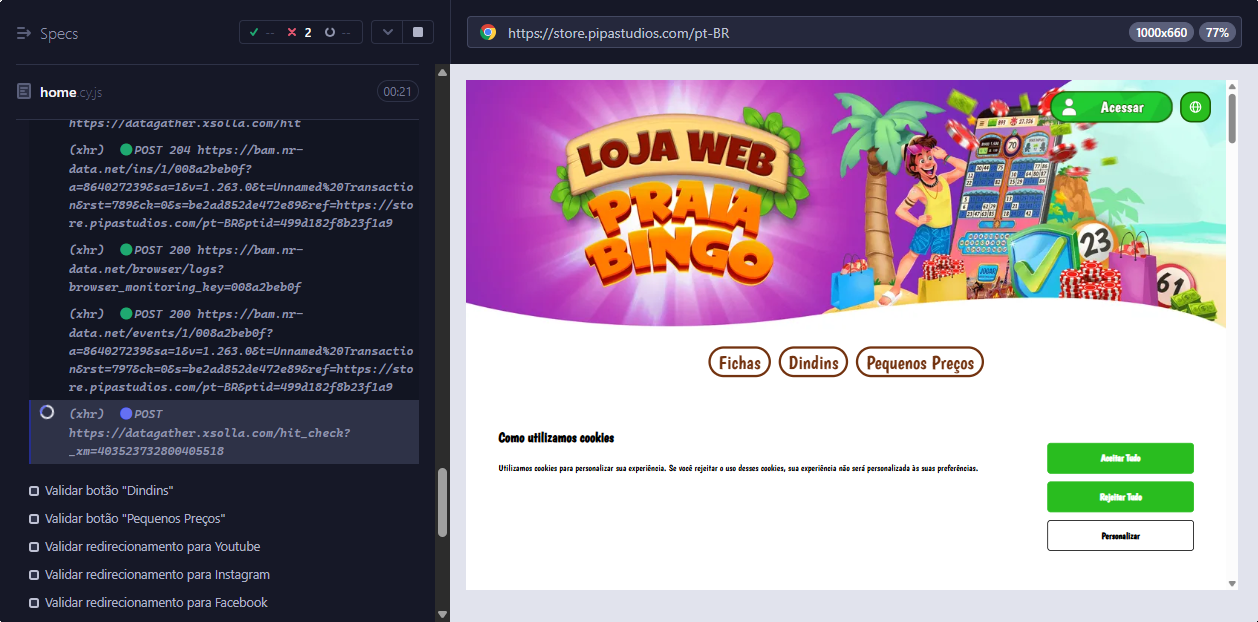 Specs
-- 2 --
home.cy.js
00:21
https://datagather.xsolla.com/hit
(xhr) POST 204 https://bam.nr-
data.net/ins/1/008a2beb0f?
a=864027239&sa=1&v=1.263.0&t=Unnamed%20Transactio
n&rst=789&ck=0&s=be2ad852de472e89&ref=https://sto
re.pipastudios.com/pt-BR&ptid=499d182f8b23f1a9
(xhr) POST 200 https://bam.nr-
data.net/browser/logs?
browser_monitoring_key=008a2beb0f
(xhr) POST 200 https://bam.nr-
data.net/events/1/008a2beb0f?
a=864027239&sa=1&v=1.263.0&t=Unnamed%20Transactio
n&rst=797&ck=0&s=be2ad852de472e89&ref=https://sto
re.pipastudios.com/pt-BR&ptid=499d182f8b23f1a9
(xhr) POST
https://datagather.xsolla.com/hit_check?
_xm=403523732800405518
Validar botão "Dindins"
Validar botão "Pequenos Preços"
Validar redirecionamento para Youtube
Validar redirecionamento para Instagram
Validar redirecionamento para Facebook
https://store.pipastudios.com/pt-BR
1000x660
77%
Acessar
LOJA WEB
PRAIA
BINGO
70
23
61
JOGAR
Fichas
Dindins
Pequenos Preços
Como utilizamos cookies
Utilizamos cookies para personalizar sua experiência. Se você rejeitar o uso desses cookies, sua experiência não será personalizada às suas preferências.
Aceitar Tudo
Rejeitar Tudo
Personalizar